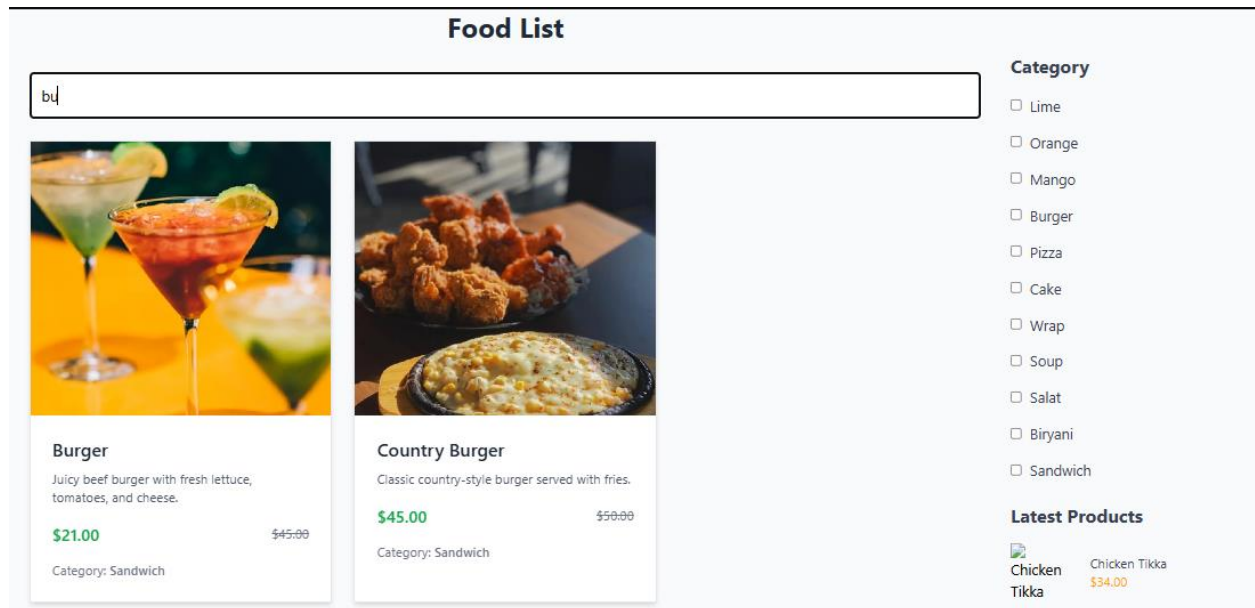 Food List
bu
Burger
Juicy beef burger with fresh lettuce,
tomatoes, and cheese.
$21.00 $45.00
Category: Sandwich
Country Burger
Classic country-style burger served with fries.
$45.00 $50.00
Category: Sandwich
Category
Lime
Orange
Mango
Burger
Pizza
Cake
Wrap
Soup
Salat
Biryani
Sandwich
Latest Products
Chicken
Tikka
Chicken Tikka
$34.00